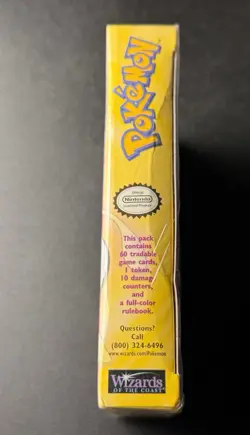 POKéMON
Official
Nintendo
Licensed Product
This pack
contains
60 tradable
game cards,
1 token,
10 damage
counters,
and
a full-color
rulebook.
Questions?
Call
(800) 324-6496
www.wizards.com/Pokemon
Wizards
OF THE COAST